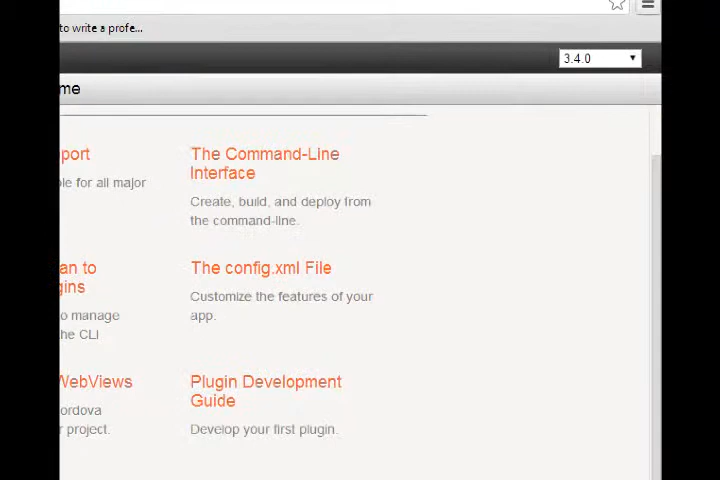 to write a profe...
3.4.0
me
port
The Command-Line
Interface
ble for all major
Create, build, and deploy from
the command-line.
an to
gins
The config.xml File
o manage
he CLI
Customize the features of your
app.
WebViews
Plugin Development
Guide
ordova
r project.
Develop your first plugin.